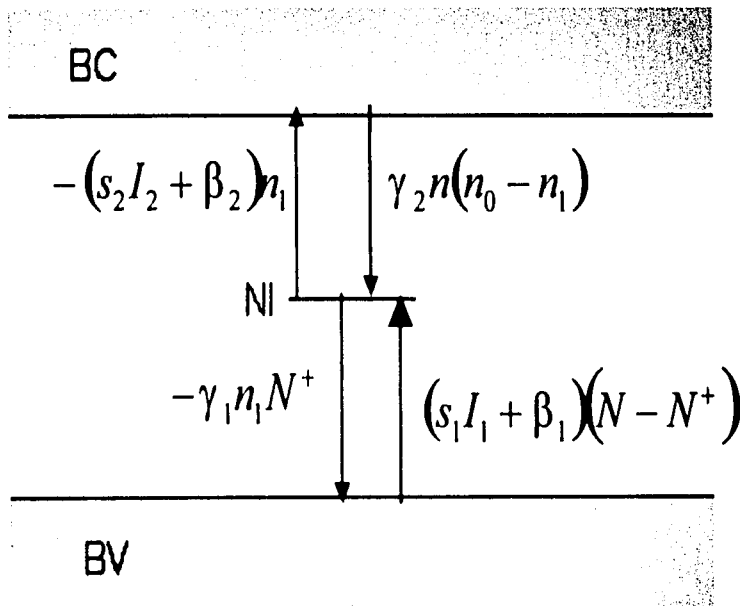 BC
−(s₂I₂ + β₂)n₁
γ₂n(n₀ − n₁)
NI
−γ₁n₁N⁺
(s₁I₁ + β₁)(N − N⁺)
BV